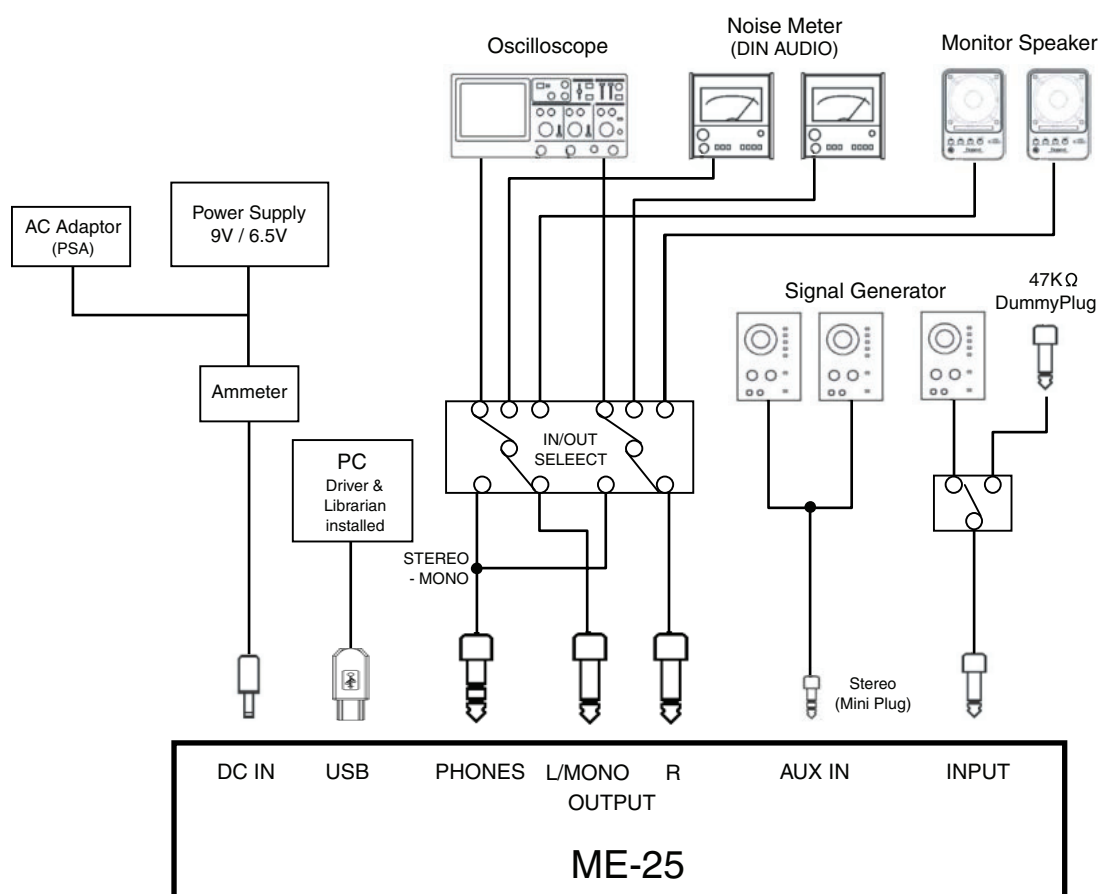 Oscilloscope
Noise Meter
(DIN AUDIO)
Monitor Speaker
AC Adaptor
(PSA)
Power Supply
9V / 6.5V
Signal Generator
47KΩ
DummyPlug
Ammeter
PC
Driver &
Librarian
installed
IN/OUT
SELEECT
STEREO
- MONO
Stereo
(Mini Plug)
DC IN
USB
PHONES
L/MONO
R
OUTPUT
AUX IN
INPUT
ME-25